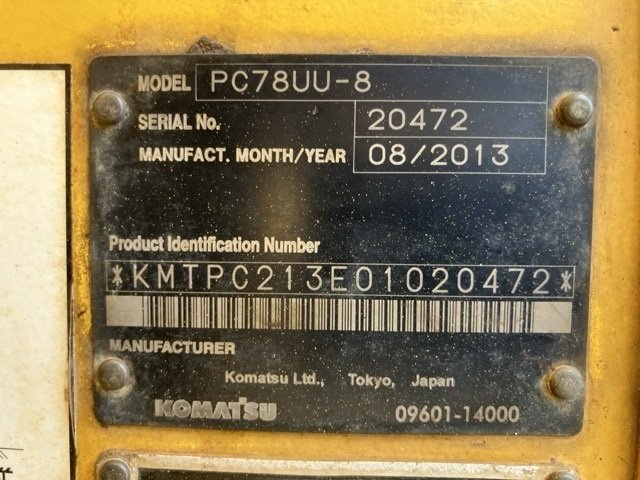 MODEL PC78UU-8
SERIAL No. 20472
MANUFACT. MONTH/YEAR 08/2013
Product Identification Number
*KMTPC213E01020472*
MANUFACTURER
Komatsu Ltd., Tokyo, Japan
KOMATSU 09601-14000